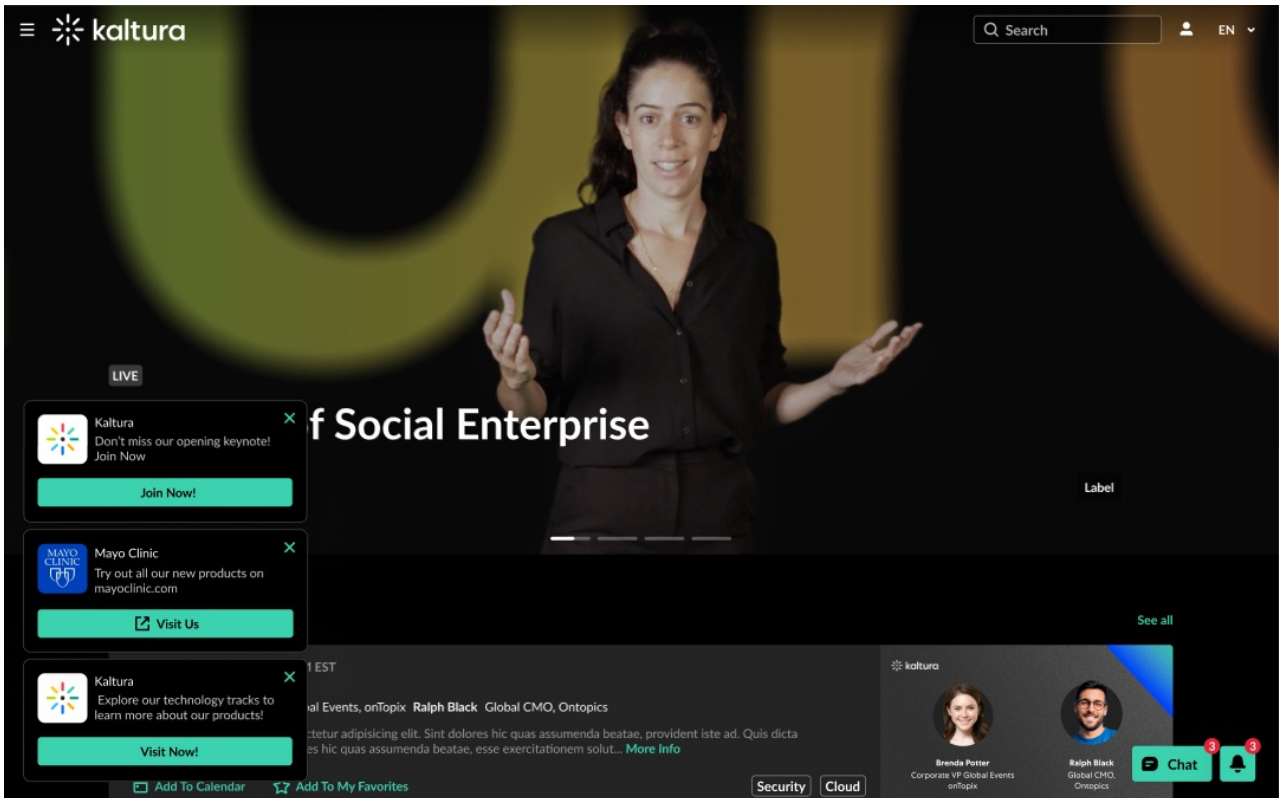 kaltura
Search
EN
LIVE
of Social Enterprise
Kaltura
Don't miss our opening keynote!
Join Now
Join Now!
Label
MAYO
CLINIC
Mayo Clinic
Try out all our new products on
mayoclinic.com
Visit Us
See all
Kaltura
Explore our technology tracks to
learn more about our products!
Visit Now!
EST
Events, onTopix Ralph Black Global CMO, Ontopics
adipisicing elit. Sint dolores hic quas assumenda beatae, provident iste ad. Quis dicta
hic quas assumenda beatae, esse exercitationem solut... More Info
Add To Calendar
Add To My Favorites
Security
Cloud
kaltura
Brenda Potter
Corporate VP Global Events
onTopix
Ralph Black
Global CMO,
Ontopics
Chat
3
3